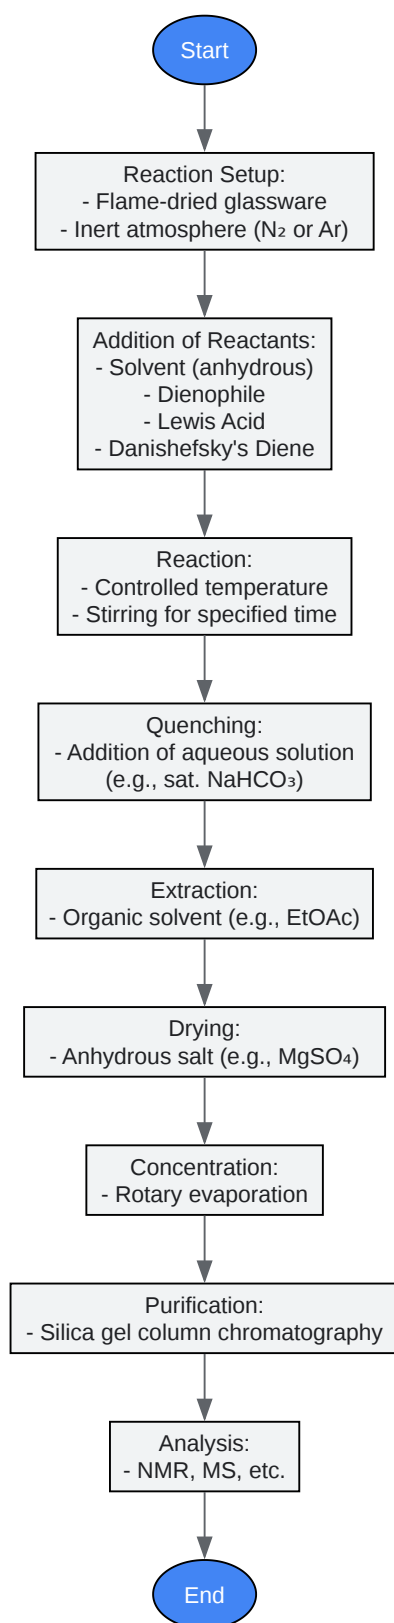 Start
Reaction Setup:
- Flame-dried glassware
- Inert atmosphere (N₂ or Ar)
Addition of Reactants:
- Solvent (anhydrous)
- Dienophile
- Lewis Acid
- Danishefsky's Diene
Reaction:
- Controlled temperature
- Stirring for specified time
Quenching:
- Addition of aqueous solution
(e.g., sat. NaHCO₃)
Extraction:
- Organic solvent (e.g., EtOAc)
Drying:
- Anhydrous salt (e.g., MgSO₄)
Concentration:
- Rotary evaporation
Purification:
- Silica gel column chromatography
Analysis:
- NMR, MS, etc.
End